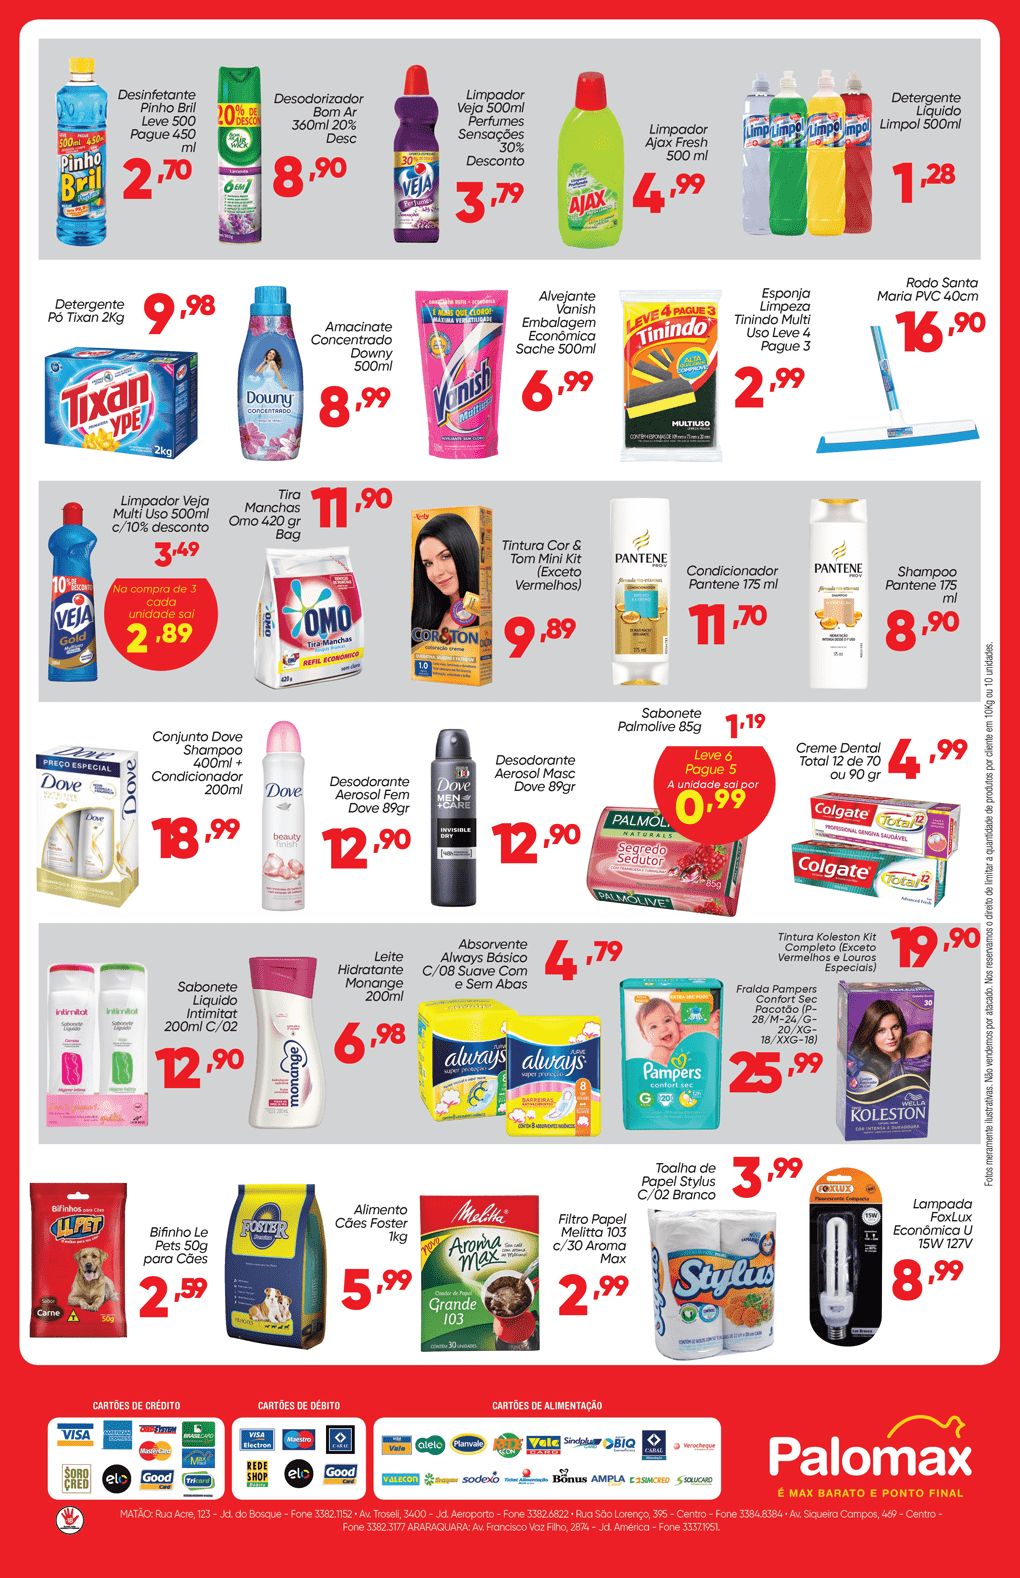 Desinfetante
Pinho Bril
Leve 500
Pague 450
ml
2,70
Desodorizador
Bom Ar
360ml 20%
Desc
8,90
Limpador
Veja 500ml
Perfumes
Sensações
30%
Desconto
3,79
Limpador
Ajax Fresh
500 ml
4,99
Detergente
Líquido
Limpol 500ml
1,28
Detergente
Pó Tixan 2Kg
9,98
Amacinate
Concentrado
Downy
500ml
8,99
Alvejante
Vanish
Embalagem
Econômica
Sache 500ml
6,99
Esponja
Limpeza
Tinindo Multi
Uso Leve 4
Pague 3
2,99
Rodo Santa
Maria PVC 40cm
16,90
Limpador Veja
Multi Uso 500ml
c/10% desconto
3,49
Na compra de 3
cada
unidade sai
2,89
Tira
Manchas
Omo 420 gr
Bag
11,90
Tintura Cor &
Tom Mini Kit
(Exceto
Vermelhos)
9,89
Condicionador
Pantene 175 ml
11,70
Shampoo
Pantene 175
ml
8,90
Conjunto Dove
Shampoo
400ml +
Condicionador
200ml
18,99
Desodorante
Aerosol Fem
Dove 89gr
12,90
Desodorante
Aerosol Masc
Dove 89gr
12,90
Sabonete
Palmolive 85g
1,19
Leve 6
Pague 5
A unidade sai por
0,99
Creme Dental
Total 12 de 70
ou 90 gr
4,99
Sabonete
Liquido
Intimitat
200ml C/02
12,90
Leite
Hidratante
Monange
200ml
6,98
Absorvente
Always Básico
C/08 Suave Com
e Sem Abas
4,79
Fralda Pampers
Confort Sec
Pacotão (P-
28/M-24/G-
20/XG-
18/XXG-18)
25,99
Tintura Koleston Kit
Completo (Exceto
Vermelhos e Louros
Especiais)
19,90
Bifinho Le
Pets 50g
para Cães
2,59
Alimento
Cães Foster
1kg
5,99
Filtro Papel
Melitta 103
c/30 Aroma
Max
2,99
Toalha de
Papel Stylus
C/02 Branco
3,99
Lampada
FoxLux
Econômica U
15W 127V
8,99
Fotos meramente ilustrativas. Não vendemos por atacado. Nos reservamos o direito de limitar a quantidade de produtos por cliente em 10Kg ou 10 unidades.
CARTÕES DE CRÉDITO
CARTÕES DE DÉBITO
CARTÕES DE ALIMENTAÇÃO
Palomax
É MAX BARATO E PONTO FINAL
MATÃO: Rua Acre, 123 - Jd. do Bosque - Fone 3382.1152 • Av. Troseli, 3400 - Jd. Aeroporto - Fone 3382.6822 • Rua São Lorenço, 395 - Centro - Fone 3384.8384 • Av. Siqueira Campos, 469 - Centro -
Fone 3382.3177 ARARAQUARA: Av. Francisco Vaz Filho, 2874 - Jd. América - Fone 3337.1951.